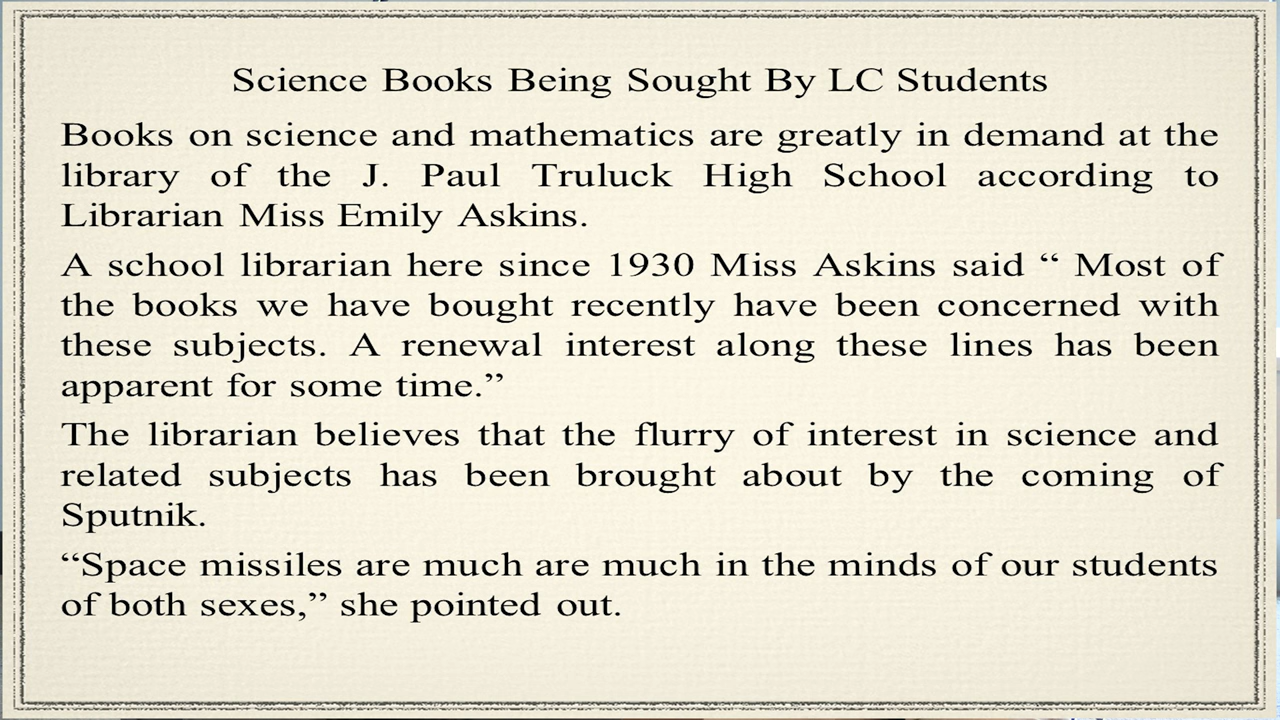 Science Books Being Sought By LC Students
Books on science and mathematics are greatly in demand at the
library of the J. Paul Truluck High School according to
Librarian Miss Emily Askins.
A school librarian here since 1930 Miss Askins said “ Most of
the books we have bought recently have been concerned with
these subjects. A renewal interest along these lines has been
apparent for some time.”
The librarian believes that the flurry of interest in science and
related subjects has been brought about by the coming of
Sputnik.
“Space missiles are much are much in the minds of our students
of both sexes,” she pointed out.